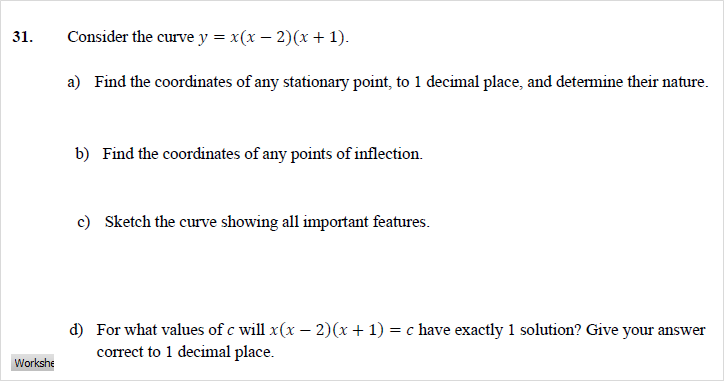 31. Consider the curve y = x(x − 2)(x + 1).
a) Find the coordinates of any stationary point, to 1 decimal place, and determine their nature.
b) Find the coordinates of any points of inflection.
c) Sketch the curve showing all important features.
d) For what values of c will x(x − 2)(x + 1) = c have exactly 1 solution? Give your answer
correct to 1 decimal place.
Workshe